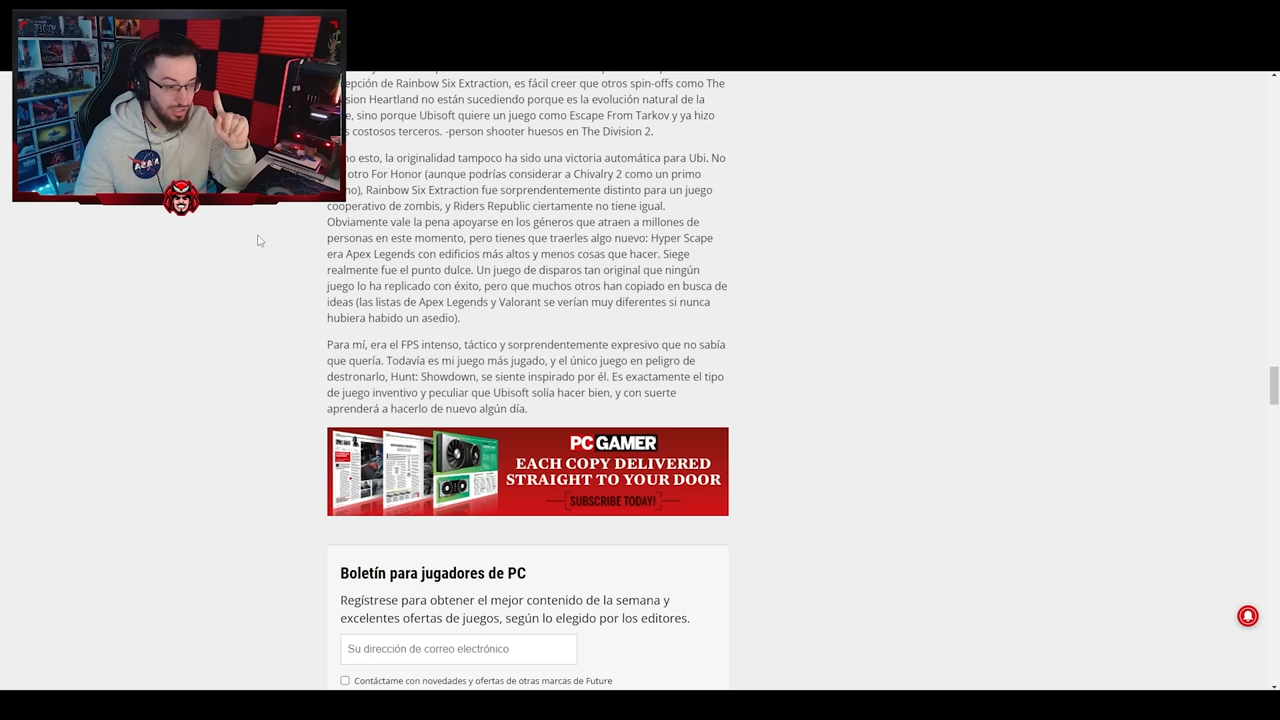 epción de Rainbow Six Extraction, es fácil creer que otros spin-offs como The
sion Heartland no están sucediendo porque es la evolución natural de la
e, sino porque Ubisoft quiere un juego como Escape From Tarkov y ya hizo
s costosos terceros. -person shooter huesos en The Division 2.
no esto, la originalidad tampoco ha sido una victoria automática para Ubi. No
otro For Honor (aunque podrías considerar a Chivalry 2 como un primo
no), Rainbow Six Extraction fue sorprendentemente distinto para un juego
cooperativo de zombis, y Riders Republic ciertamente no tiene igual.
Obviamente vale la pena apoyarse en los géneros que atraen a millones de
personas en este momento, pero tienes que traerles algo nuevo: Hyper Scape
era Apex Legends con edificios más altos y menos cosas que hacer. Siege
realmente fue el punto dulce. Un juego de disparos tan original que ningún
juego lo ha replicado con éxito, pero que muchos otros han copiado en busca de
ideas (las listas de Apex Legends y Valorant se verían muy diferentes si nunca
hubiera habido un asedio).
Para mí, era el FPS intenso, táctico y sorprendentemente expresivo que no sabía
que quería. Todavía es mi juego más jugado, y el único juego en peligro de
destronarlo, Hunt: Showdown, se siente inspirado por él. Es exactamente el tipo
de juego inventivo y peculiar que Ubisoft solía hacer bien, y con suerte
aprenderá a hacerlo de nuevo algún día.
PC GAMER
EACH COPY DELIVERED
STRAIGHT TO YOUR DOOR
SUBSCRIBE TODAY!
Boletín para jugadores de PC
Regístrese para obtener el mejor contenido de la semana y
excelentes ofertas de juegos, según lo elegido por los editores.
Su dirección de correo electrónico
Contáctame con novedades y ofertas de otras marcas de Future